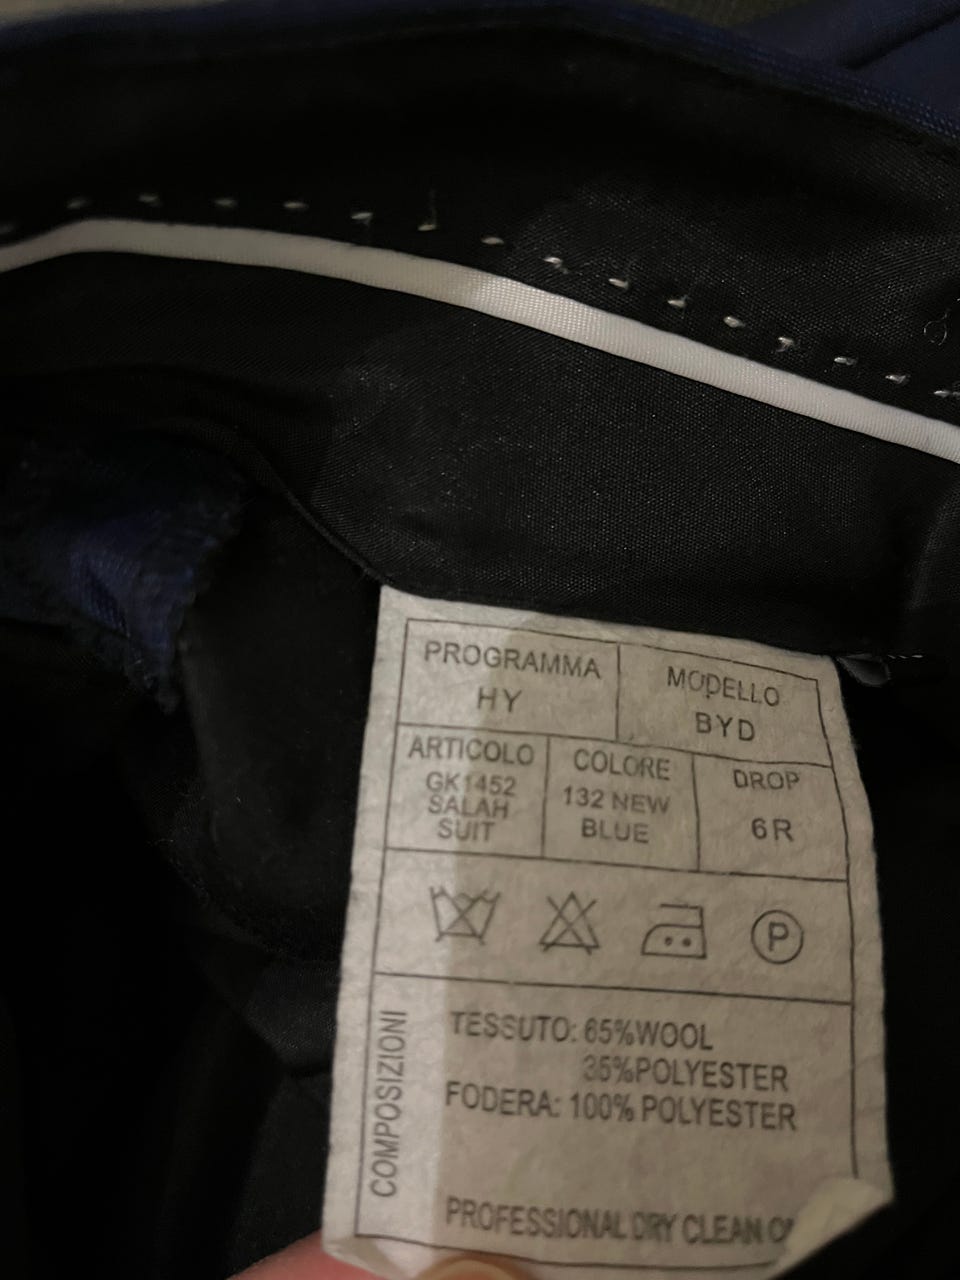 PROGRAMMA
HY
MODELLO
BYD
ARTICOLO
GK1452
SALAH
SUIT
COLORE
132 NEW
BLUE
DROP
6R
P
COMPOSIZIONI
TESSUTO: 65%WOOL
35%POLYESTER
FODERA: 100% POLYESTER
PROFESSIONAL DRY CLEAN